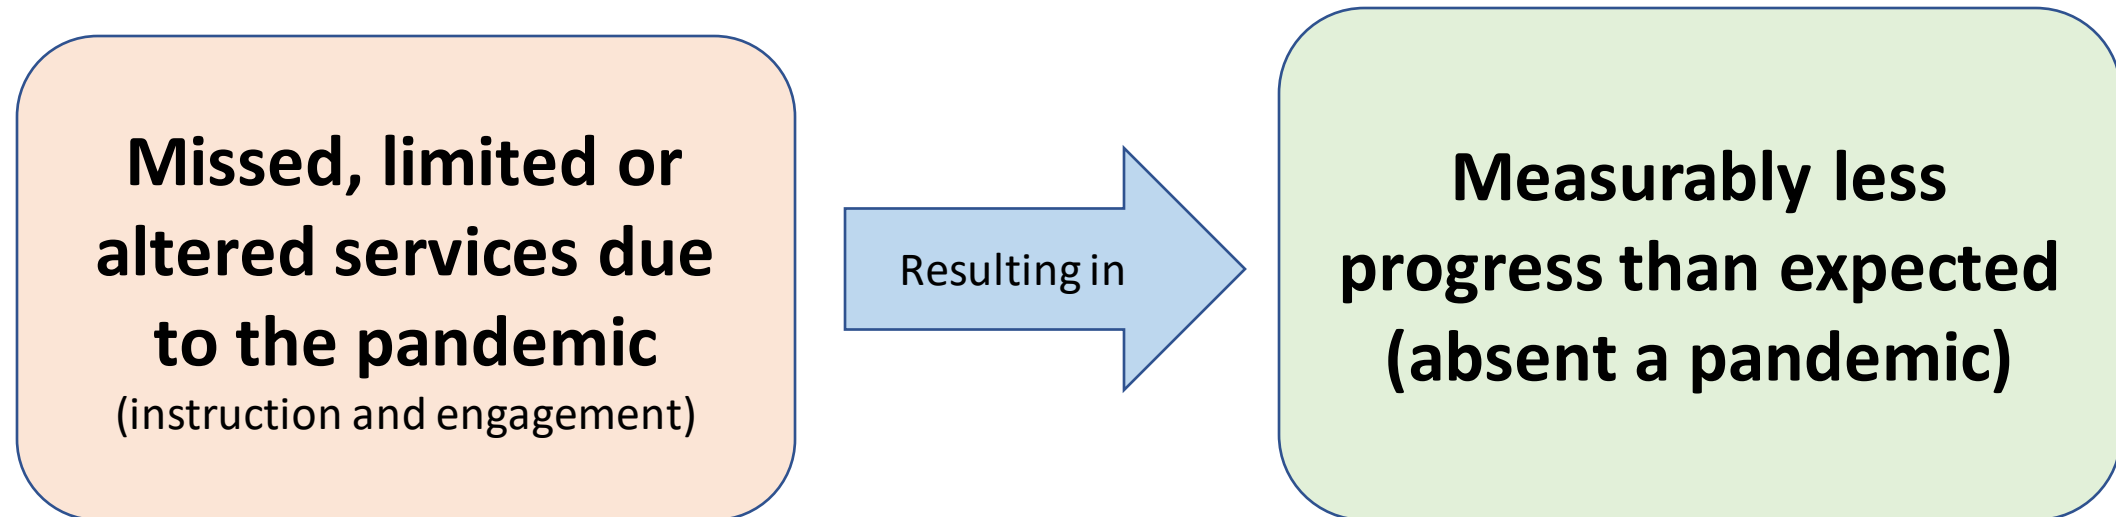 Missed, limited or
altered services due
to the pandemic
(instruction and engagement)
Resulting in
Measurably less
progress than expected
(absent a pandemic)